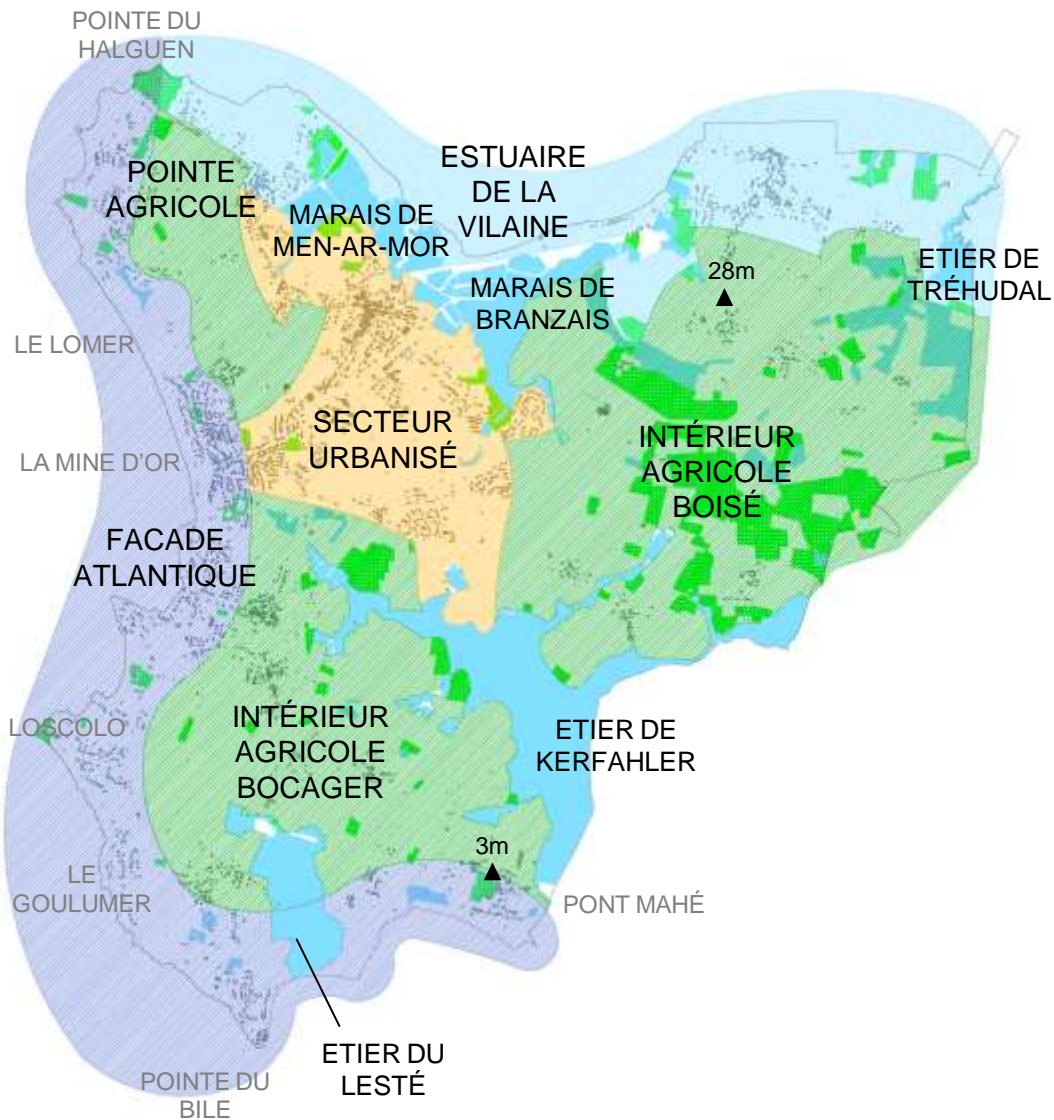 POINTE DU
HALGUEN
POINTE
AGRICOLE
ESTUAIRE
DE LA
VILAINE
MARAIS DE
MEN-AR-MOR
ETIER DE
TRÉHUDAL
28m
MARAIS DE
BRANZAIS
LE LOMER
SECTEUR
URBANISÉ
INTÉRIEUR
AGRICOLE
BOISÉ
LA MINE D'OR
FACADE
ATLANTIQUE
LOSCOLO
INTÉRIEUR
AGRICOLE
BOCAGER
ETIER DE
KERFAHLER
3m
LE
GOULUMER
PONT MAHÉ
ETIER DU
LESTÉ
POINTE DU
BILE